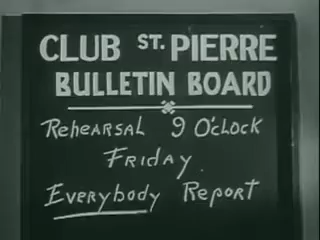 CLUB ST. PIERRE
BULLETIN BOARD
Rehearsal 9 O'Clock
Friday.
Everybody Report